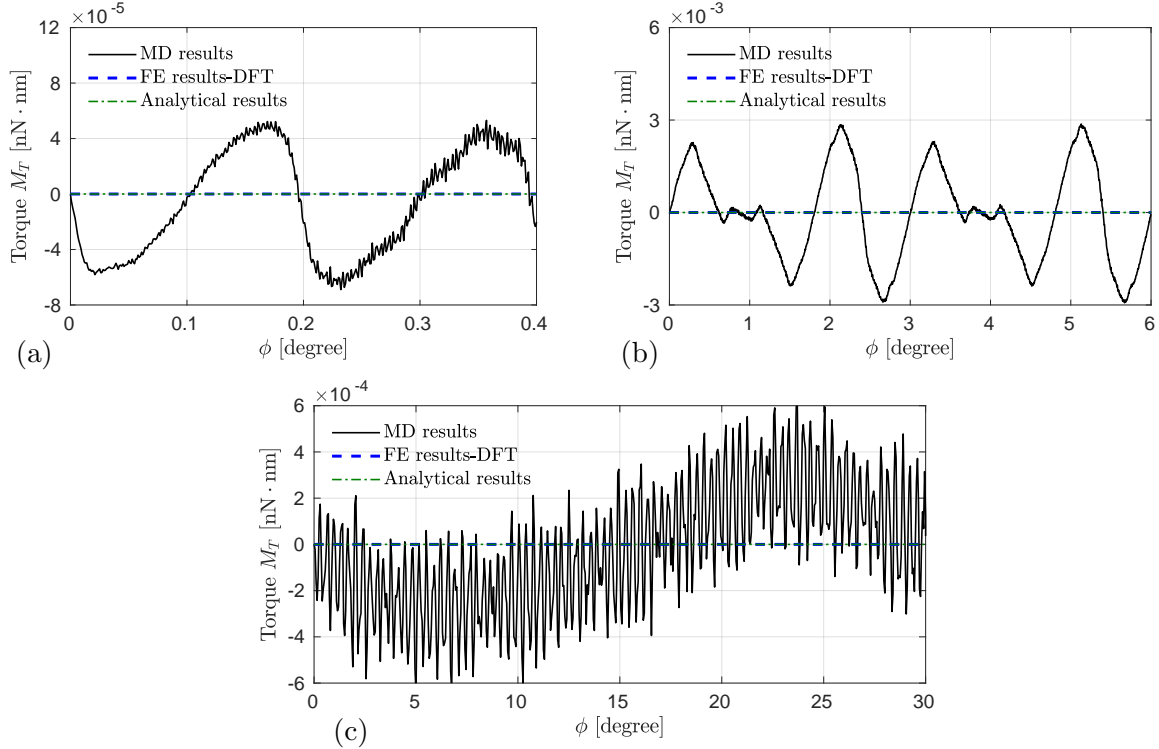 ×10 -5
12
8
4
0
-4
-8
Torque M_T [nN · nm]
MD results
FE results-DFT
Analytical results
0 0.1 0.2 0.3 0.4
ϕ [degree]
(a)
×10 -3
6
3
0
-3
Torque M_T [nN · nm]
MD results
FE results-DFT
Analytical results
0 1 2 3 4 5 6
ϕ [degree]
(b)
×10 -4
6
4
2
0
-2
-4
-6
Torque M_T [nN · nm]
MD results
FE results-DFT
Analytical results
0 5 10 15 20 25 30
ϕ [degree]
(c)